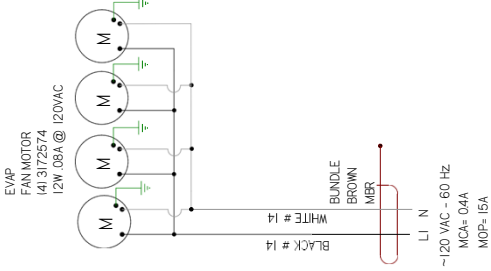 EVAP
FAN MOTOR
(4) 3172574
12W .08A @ 120VAC
M
M
M
M
BUNDLE
BROWN
MBR
WHITE # 14
BLACK # 14
L1 N
~120 VAC - 60 Hz
MCA= 0.4A
MOP= 15A